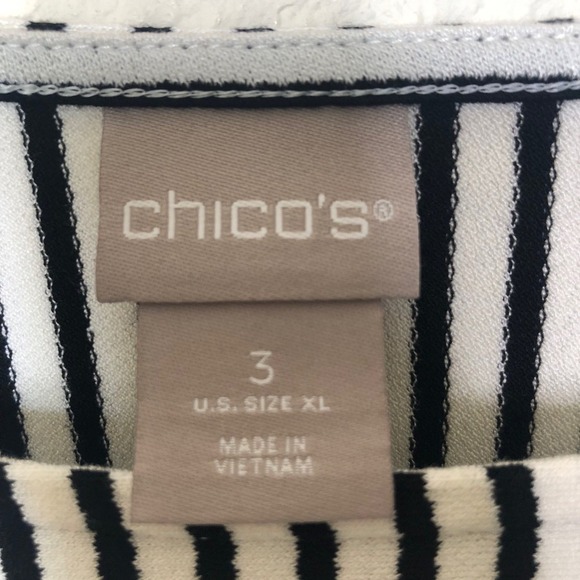 chico's®
3
U.S. SIZE XL
MADE IN
VIETNAM